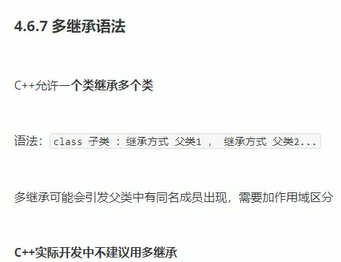 4.6.7 多继承语法
C++允许一个类继承多个类
语法：class 子类 ：继承方式 父类1 ， 继承方式 父类2...
多继承可能会引发父类中有同名成员出现，需要加作用域区分
C++实际开发中不建议用多继承